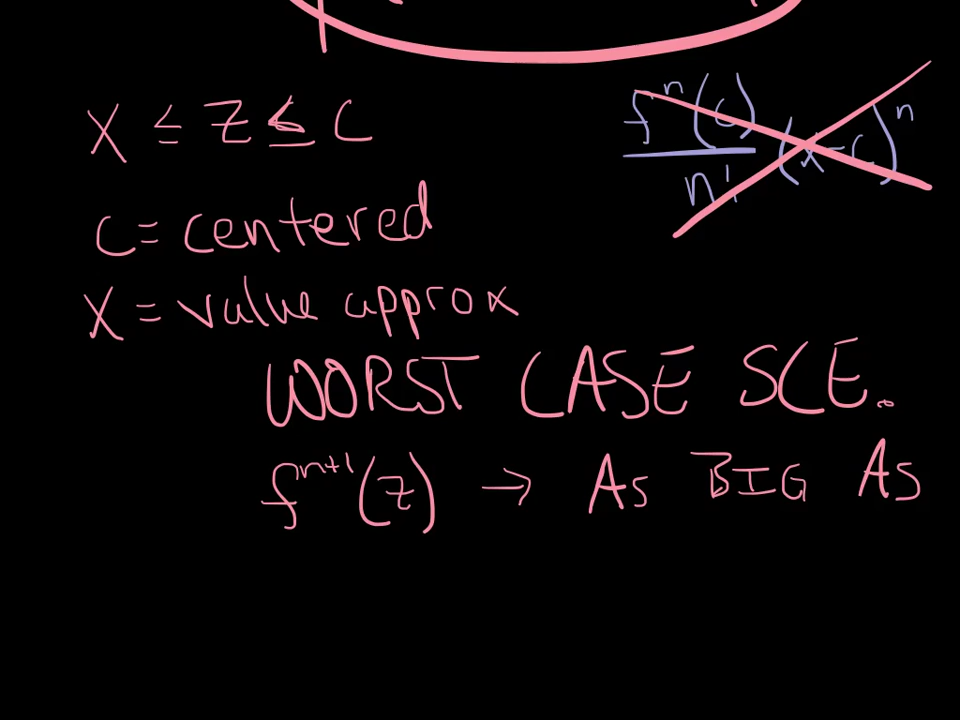 X ≤ Z ≤ C
f^n(c)/n! (x-c)^n
C = centered
X = value approx
WORST CASE SCE.
f^{n+1}(z) → As BIG As